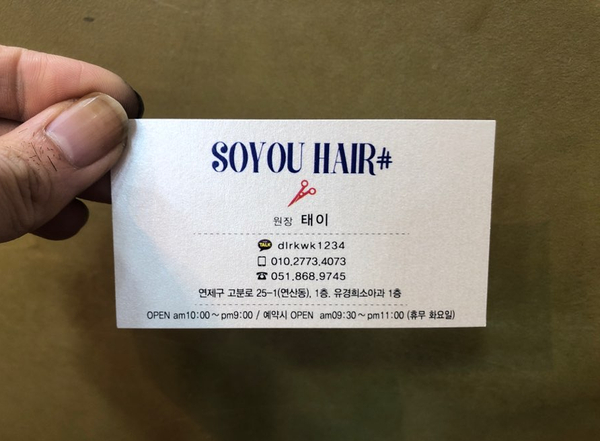 SOYOU HAIR#
원장 태이
TALK dlrkwk1234
010.2773.4073
051.868.9745
연제구 고분로 25-1(연산동), 1층. 유경희소아과 1층
OPEN am10:00~pm9:00 / 예약시 OPEN am09:30~pm11:00 (휴무 화요일)